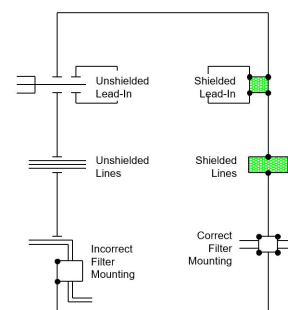 Unshielded
Lead-In
Shielded
Lead-In
Unshielded
Lines
Shielded
Lines
Incorrect
Filter
Mounting
Correct
Filter
Mounting